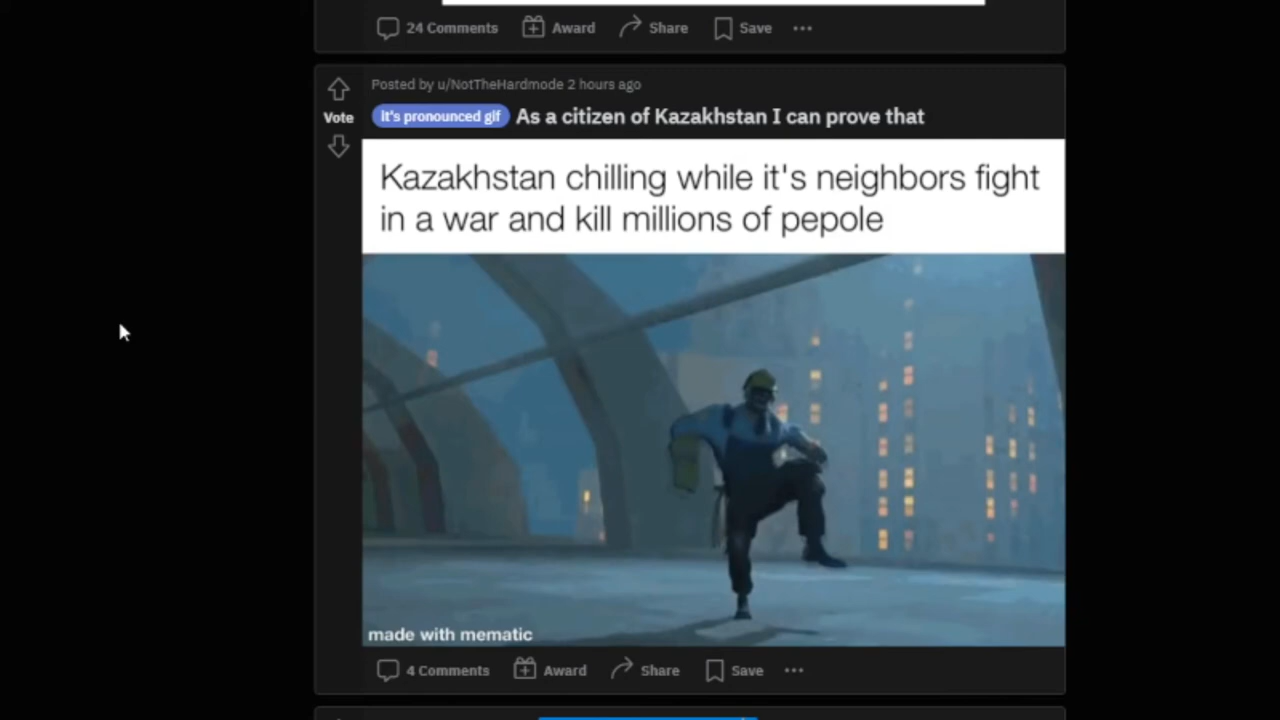 24 Comments Award Share Save
Posted by u/NotTheHardmode 2 hours ago
It's pronounced gif As a citizen of Kazakhstan I can prove that
Vote
Kazakhstan chilling while it's neighbors fight
in a war and kill millions of pepole
made with mematic
4 Comments Award Share Save